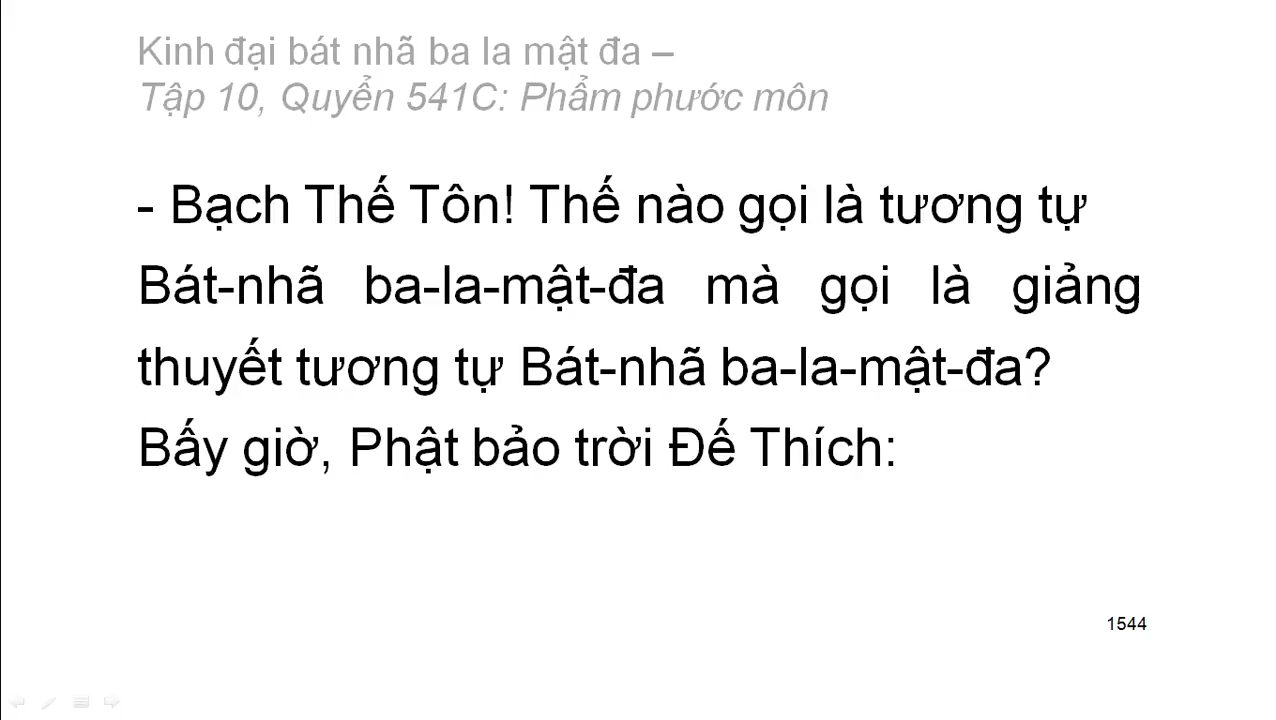 Kinh đại bát nhã ba la mật đa –
Tập 10, Quyển 541C: Phẩm phước môn
- Bạch Thế Tôn! Thế nào gọi là tương tự
Bát-nhã ba-la-mật-đa mà gọi là giảng
thuyết tương tự Bát-nhã ba-la-mật-đa?
Bấy giờ, Phật bảo trời Đế Thích:
1544